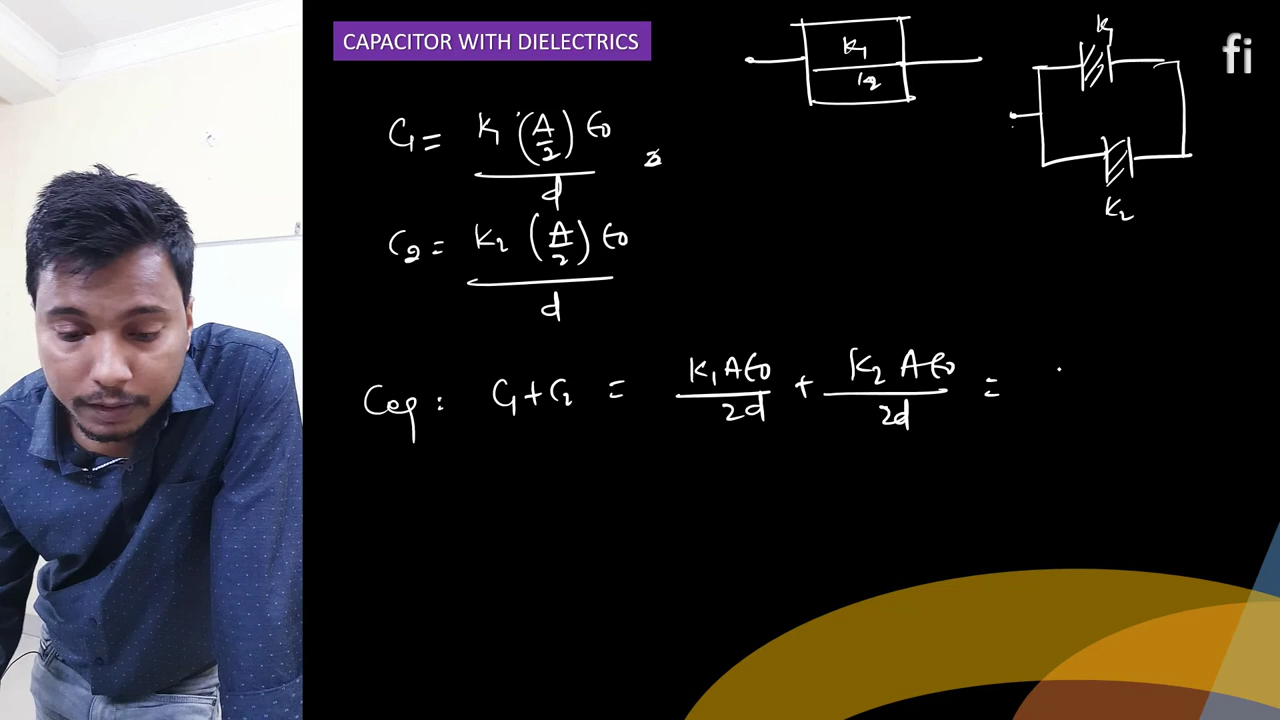 CAPACITOR WITH DIELECTRICS
fi
K₁
K₂
K₁
K₂
C₁ = K₁ (A/2) ε₀ / d
C₂ = K₂ (A/2) ε₀ / d
Ceq : C₁ + C₂ = K₁Aε₀ / 2d + K₂Aε₀ / 2d =